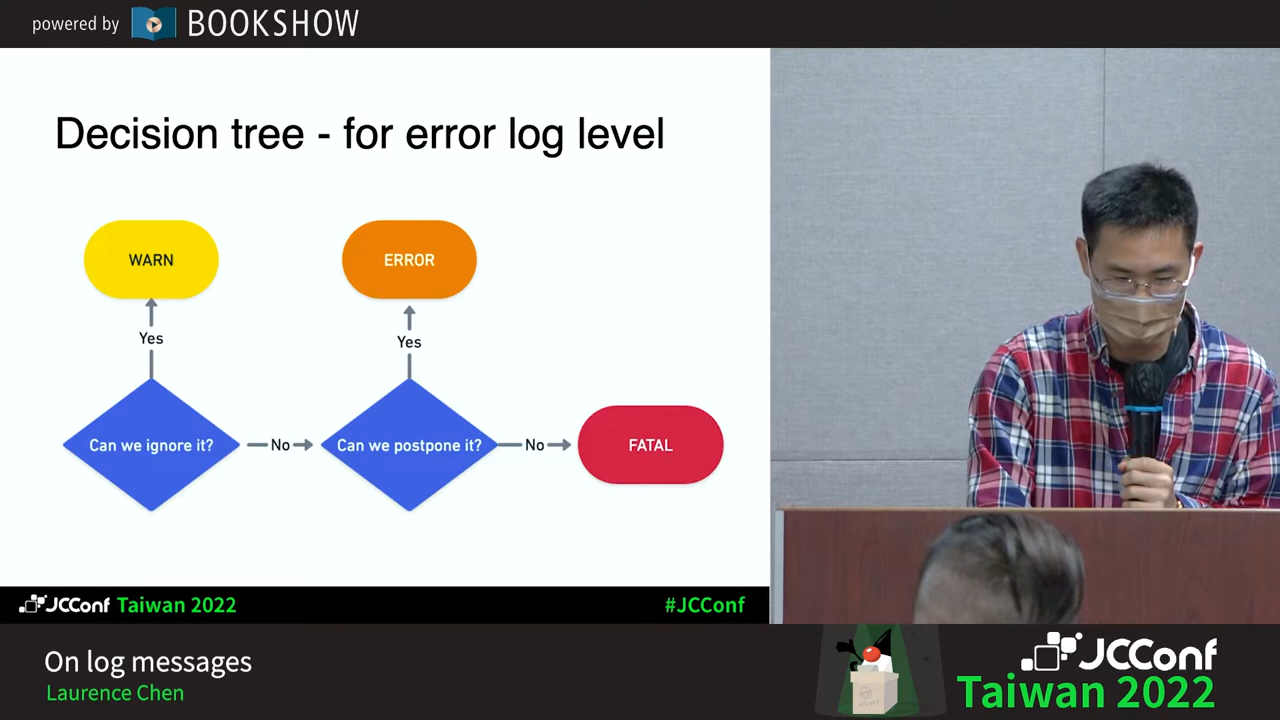 powered by BOOKSHOW
Decision tree - for error log level
WARN
ERROR
Yes
Yes
Can we ignore it?
No
Can we postpone it?
No
FATAL
JCConf Taiwan 2022
#JCConf
On log messages
Laurence Chen
JCConf
Taiwan 2022